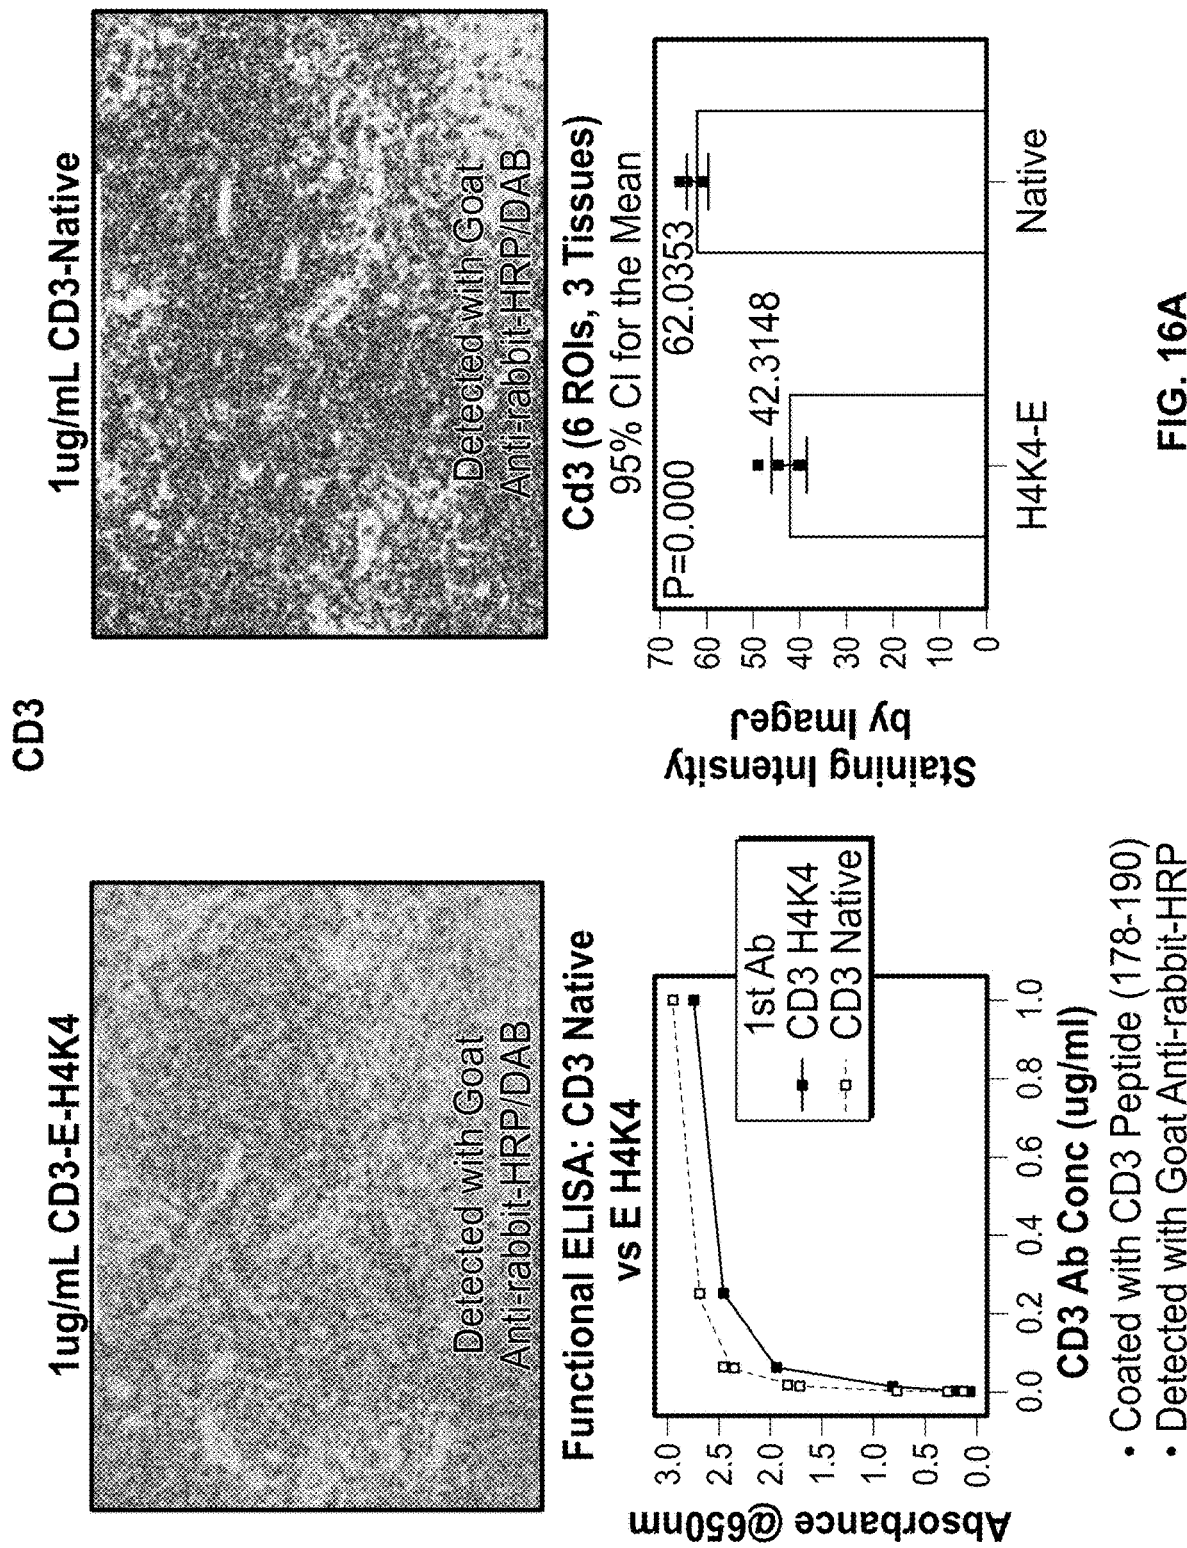 CD3
1ug/mL CD3-E-H4K4
Detected with Goat
Anti-rabbit-HRP/DAB
1ug/mL CD3-Native
Detected with Goat
Anti-rabbit-HRP/DAB
Functional ELISA: CD3 Native
vs E H4K4
Absorbance @650nm
3.0
2.5
2.0
1.5
1.0
0.5
0.0
0.0
0.2
0.4
0.6
0.8
1.0
CD3 Ab Conc (ug/ml)
1st Ab
CD3 H4K4
CD3 Native
• Coated with CD3 Peptide (178-190)
• Detected with Goat Anti-rabbit-HRP
Cd3 (6 ROIs, 3 Tissues)
95% CI for the Mean
Staining Intensity
by ImageJ
70
60
50
40
30
20
10
0
P=0.000
42.3148
62.0353
H4K4-E
Native
FIG. 16A